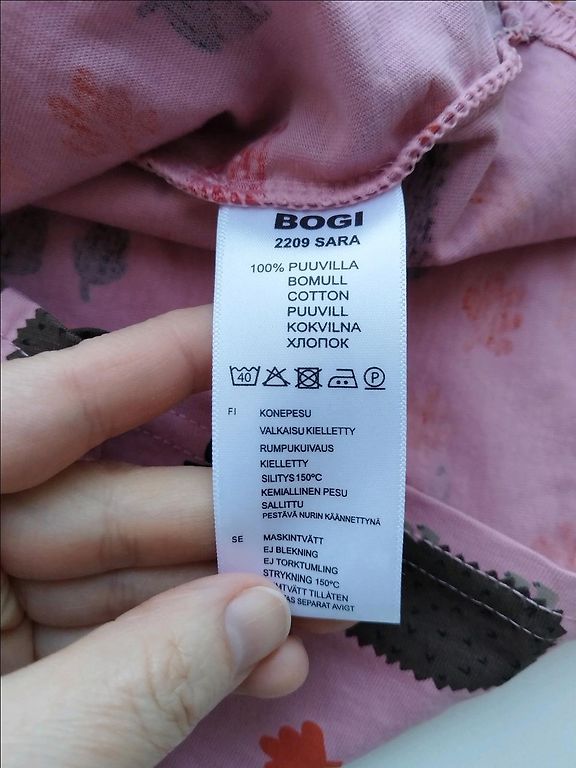 BOGI
2209 SARA
100% PUUVILLA
BOMULL
COTTON
PUUVILL
KOKVILNA
ХЛОПОК
40 P
FI KONEPESU
VALKAISU KIELLETTY
RUMPUKUIVAUS
KIELLETTY
SILITYS 150°C
KEMIALLINEN PESU
SALLITTU
PESTÄVÄ NURIN KÄÄNNETTYNÄ
SE MASKINTVÄTT
EJ BLEKNING
EJ TORKTUMLING
STRYKNING 150°C
TILLÅTEN
SEPARAT AVIGT